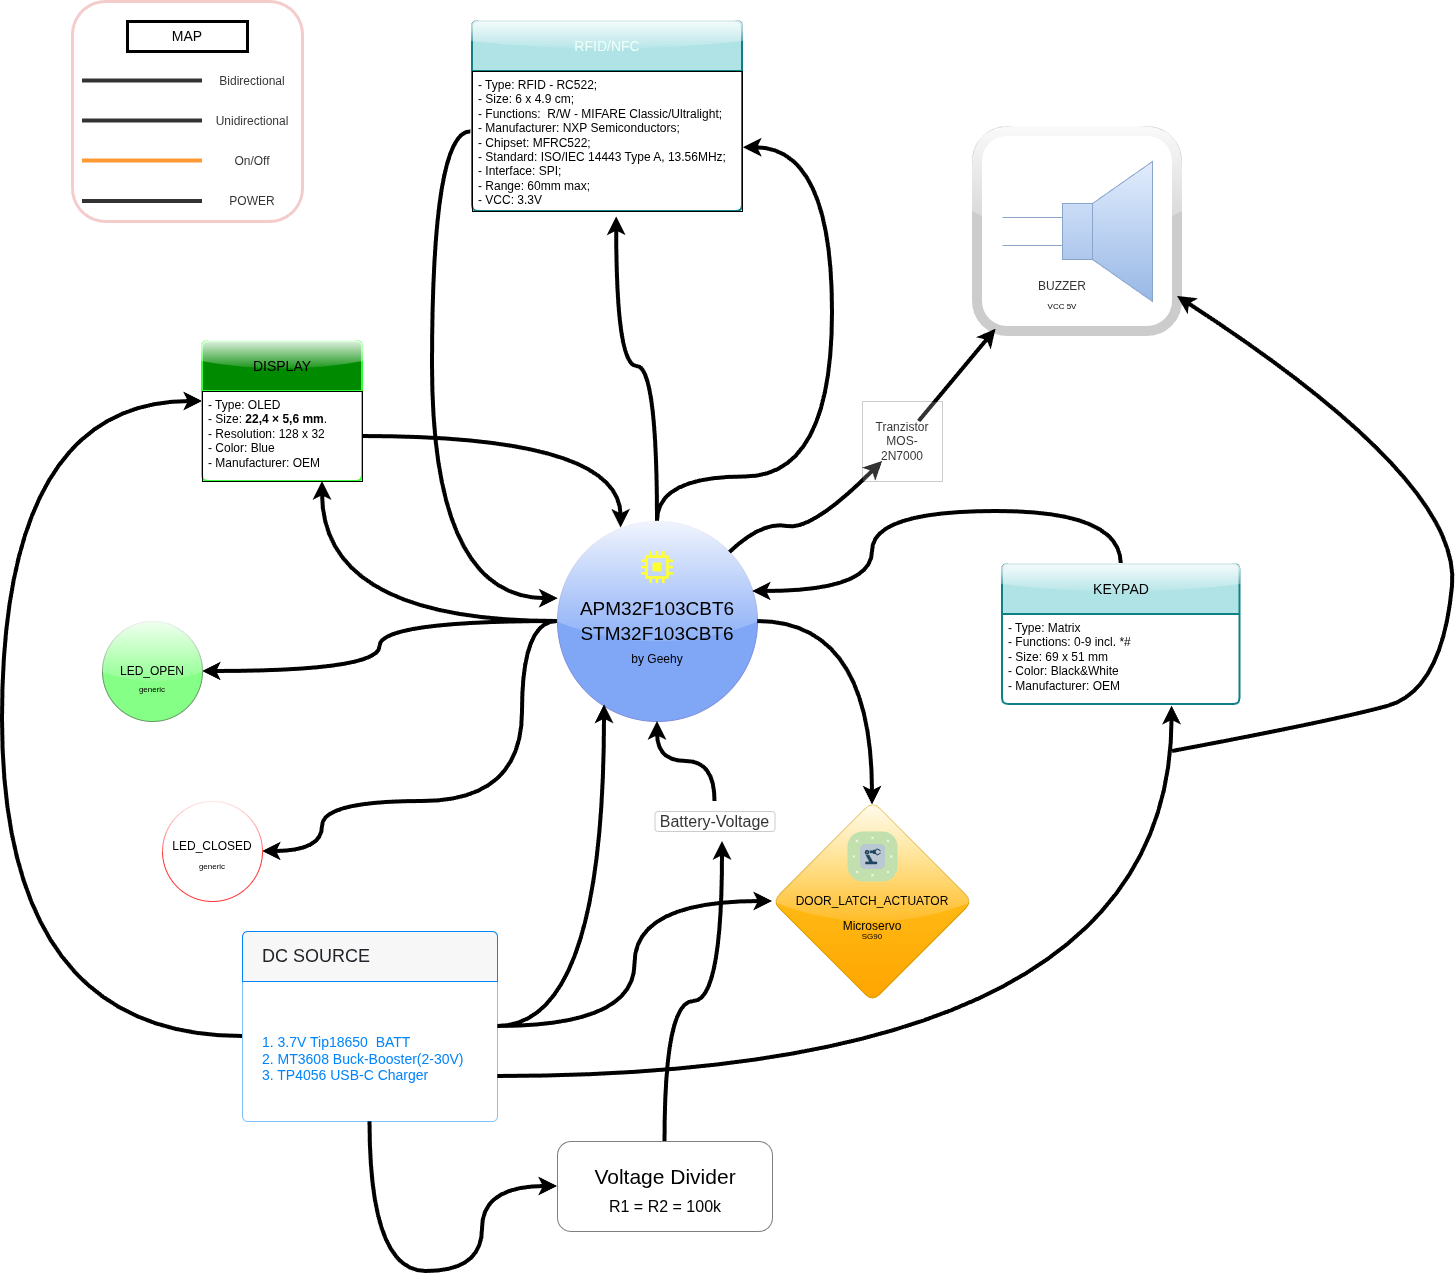 MAP
Bidirectional
Unidirectional
On/Off
POWER
RFID/NFC
- Type: RFID - RC522;
- Size: 6 x 4.9 cm;
- Functions:  R/W - MIFARE Classic/Ultralight;
- Manufacturer: NXP Semiconductors;
- Chipset: MFRC522;
- Standard: ISO/IEC 14443 Type A, 13.56MHz;
- Interface: SPI;
- Range: 60mm max;
- VCC: 3.3V
BUZZER
VCC 5V
DISPLAY
- Type: OLED
- Size: 22,4 × 5,6 mm.
- Resolution: 128 x 32
- Color: Blue
- Manufacturer: OEM
Tranzistor
MOS-
2N7000
APM32F103CBT6
STM32F103CBT6
by Geehy
KEYPAD
- Type: Matrix
- Functions: 0-9 incl. *#
- Size: 69 x 51 mm
- Color: Black&White
- Manufacturer: OEM
LED_OPEN
generic
LED_CLOSED
generic
Battery-Voltage
DOOR_LATCH_ACTUATOR
Microservo
SG90
DC SOURCE
1. 3.7V Tip18650  BATT
2. MT3608 Buck-Booster(2-30V)
3. TP4056 USB-C Charger
Voltage Divider
R1 = R2 = 100k